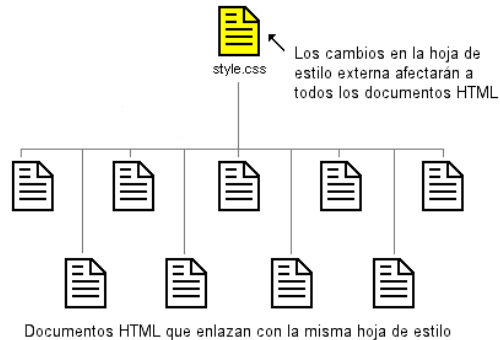 style.css
Los cambios en la hoja de
estilo externa afectarán a
todos los documentos HTML
Documentos HTML que enlazan con la misma hoja de estilo